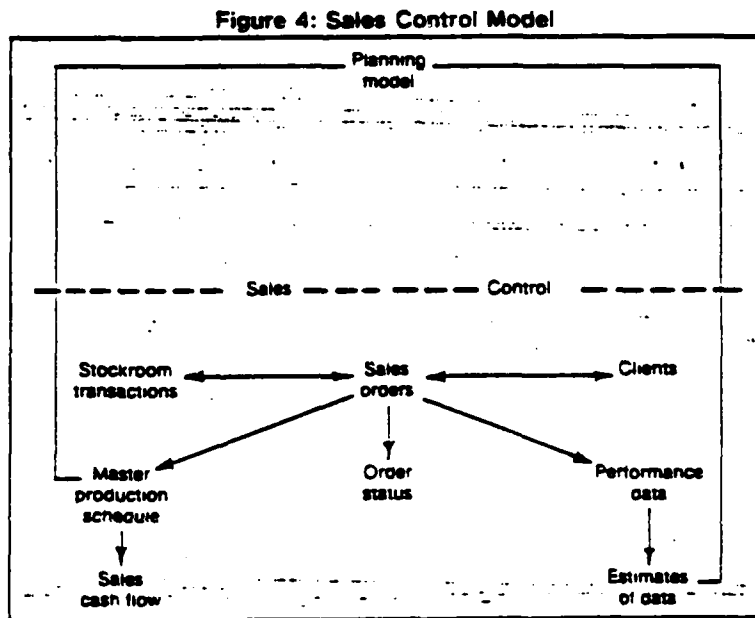 Figure 4: Sales Control Model
Planning
model
Sales Control
Stockroom
transactions
Sales
orders
Clients
Master
production
schedule
Order
status
Performance
data
Sales
cash flow
Estimates
of data